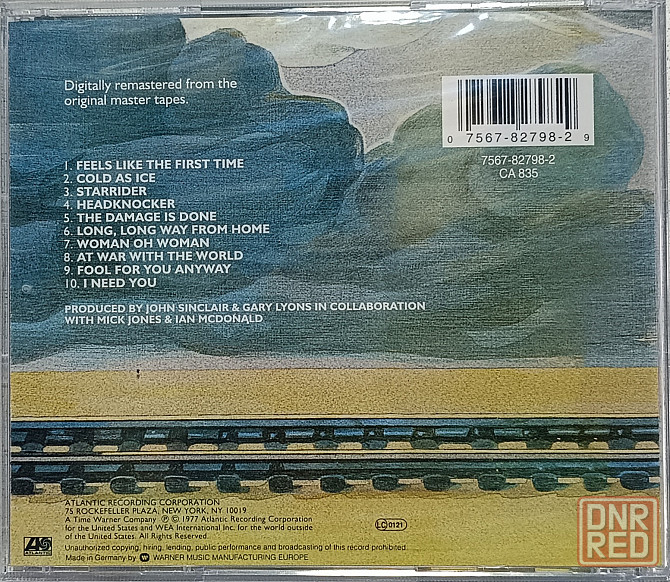 Digitally remastered from the
original master tapes.
0 7567-82798-2 9
7567-82798-2
CA 835
1. FEELS LIKE THE FIRST TIME
2. COLD AS ICE
3. STARRIDER
4. HEADKNOCKER
5. THE DAMAGE IS DONE
6. LONG, LONG WAY FROM HOME
7. WOMAN OH WOMAN
8. AT WAR WITH THE WORLD
9. FOOL FOR YOU ANYWAY
10. I NEED YOU
PRODUCED BY JOHN SINCLAIR & GARY LYONS IN COLLABORATION
WITH MICK JONES & IAN MCDONALD
ATLANTIC RECORDING CORPORATION
75 ROCKEFELLER PLAZA, NEW YORK, NY 10019
A Time Warner Company ℗ © 1977 Atlantic Recording Corporation
for the United States and WEA International Inc. for the world outside
of the United States. All Rights Reserved.
LC 0121
Unauthorized copying, hiring, lending, public performance and broadcasting of this record prohibited.
Made in Germany by WARNER MUSIC MANUFACTURING EUROPE
ATLANTIC
DNR
RED